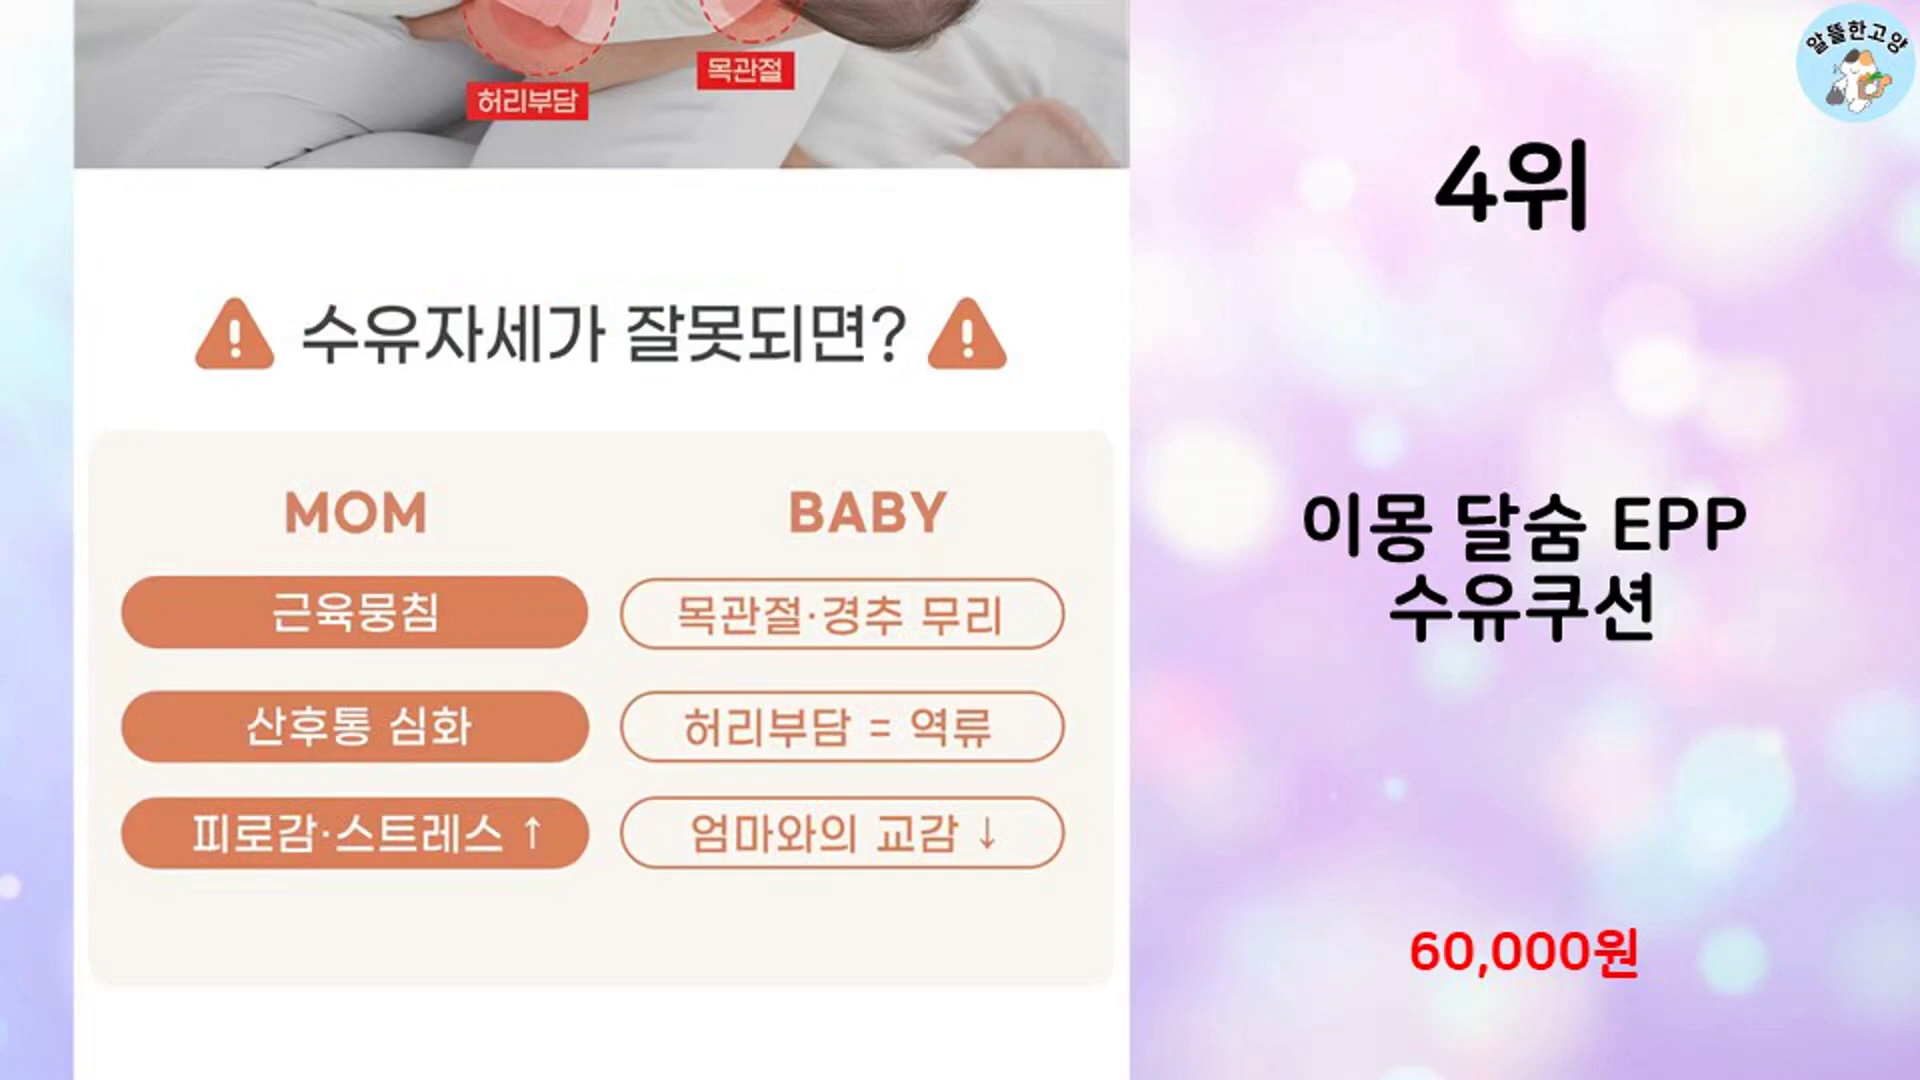 목관절
허리부담
수유자세가 잘못되면?
MOM
근육뭉침
산후통 심화
피로감·스트레스 ↑
BABY
목관절·경추 무리
허리부담 = 역류
엄마와의 교감 ↓
알뜰한고양
4위
이몽 달숨 EPP
수유쿠션
60,000원